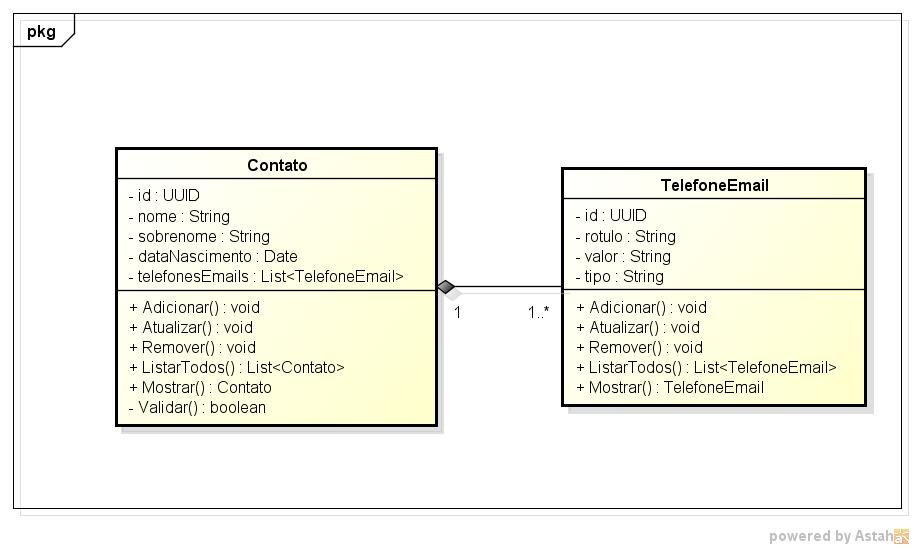 pkg
Contato
- id : UUID
- nome : String
- sobrenome : String
- dataNascimento : Date
- telefonesEmails : List<TelefoneEmail>
+ Adicionar() : void
+ Atualizar() : void
+ Remover() : void
+ ListarTodos() : List<Contato>
+ Mostrar() : Contato
- Validar() : boolean
1
1..*
TelefoneEmail
- id : UUID
- rotulo : String
- valor : String
- tipo : String
+ Adicionar() : void
+ Atualizar() : void
+ Remover() : void
+ ListarTodos() : List<TelefoneEmail>
+ Mostrar() : TelefoneEmail
powered by Astah